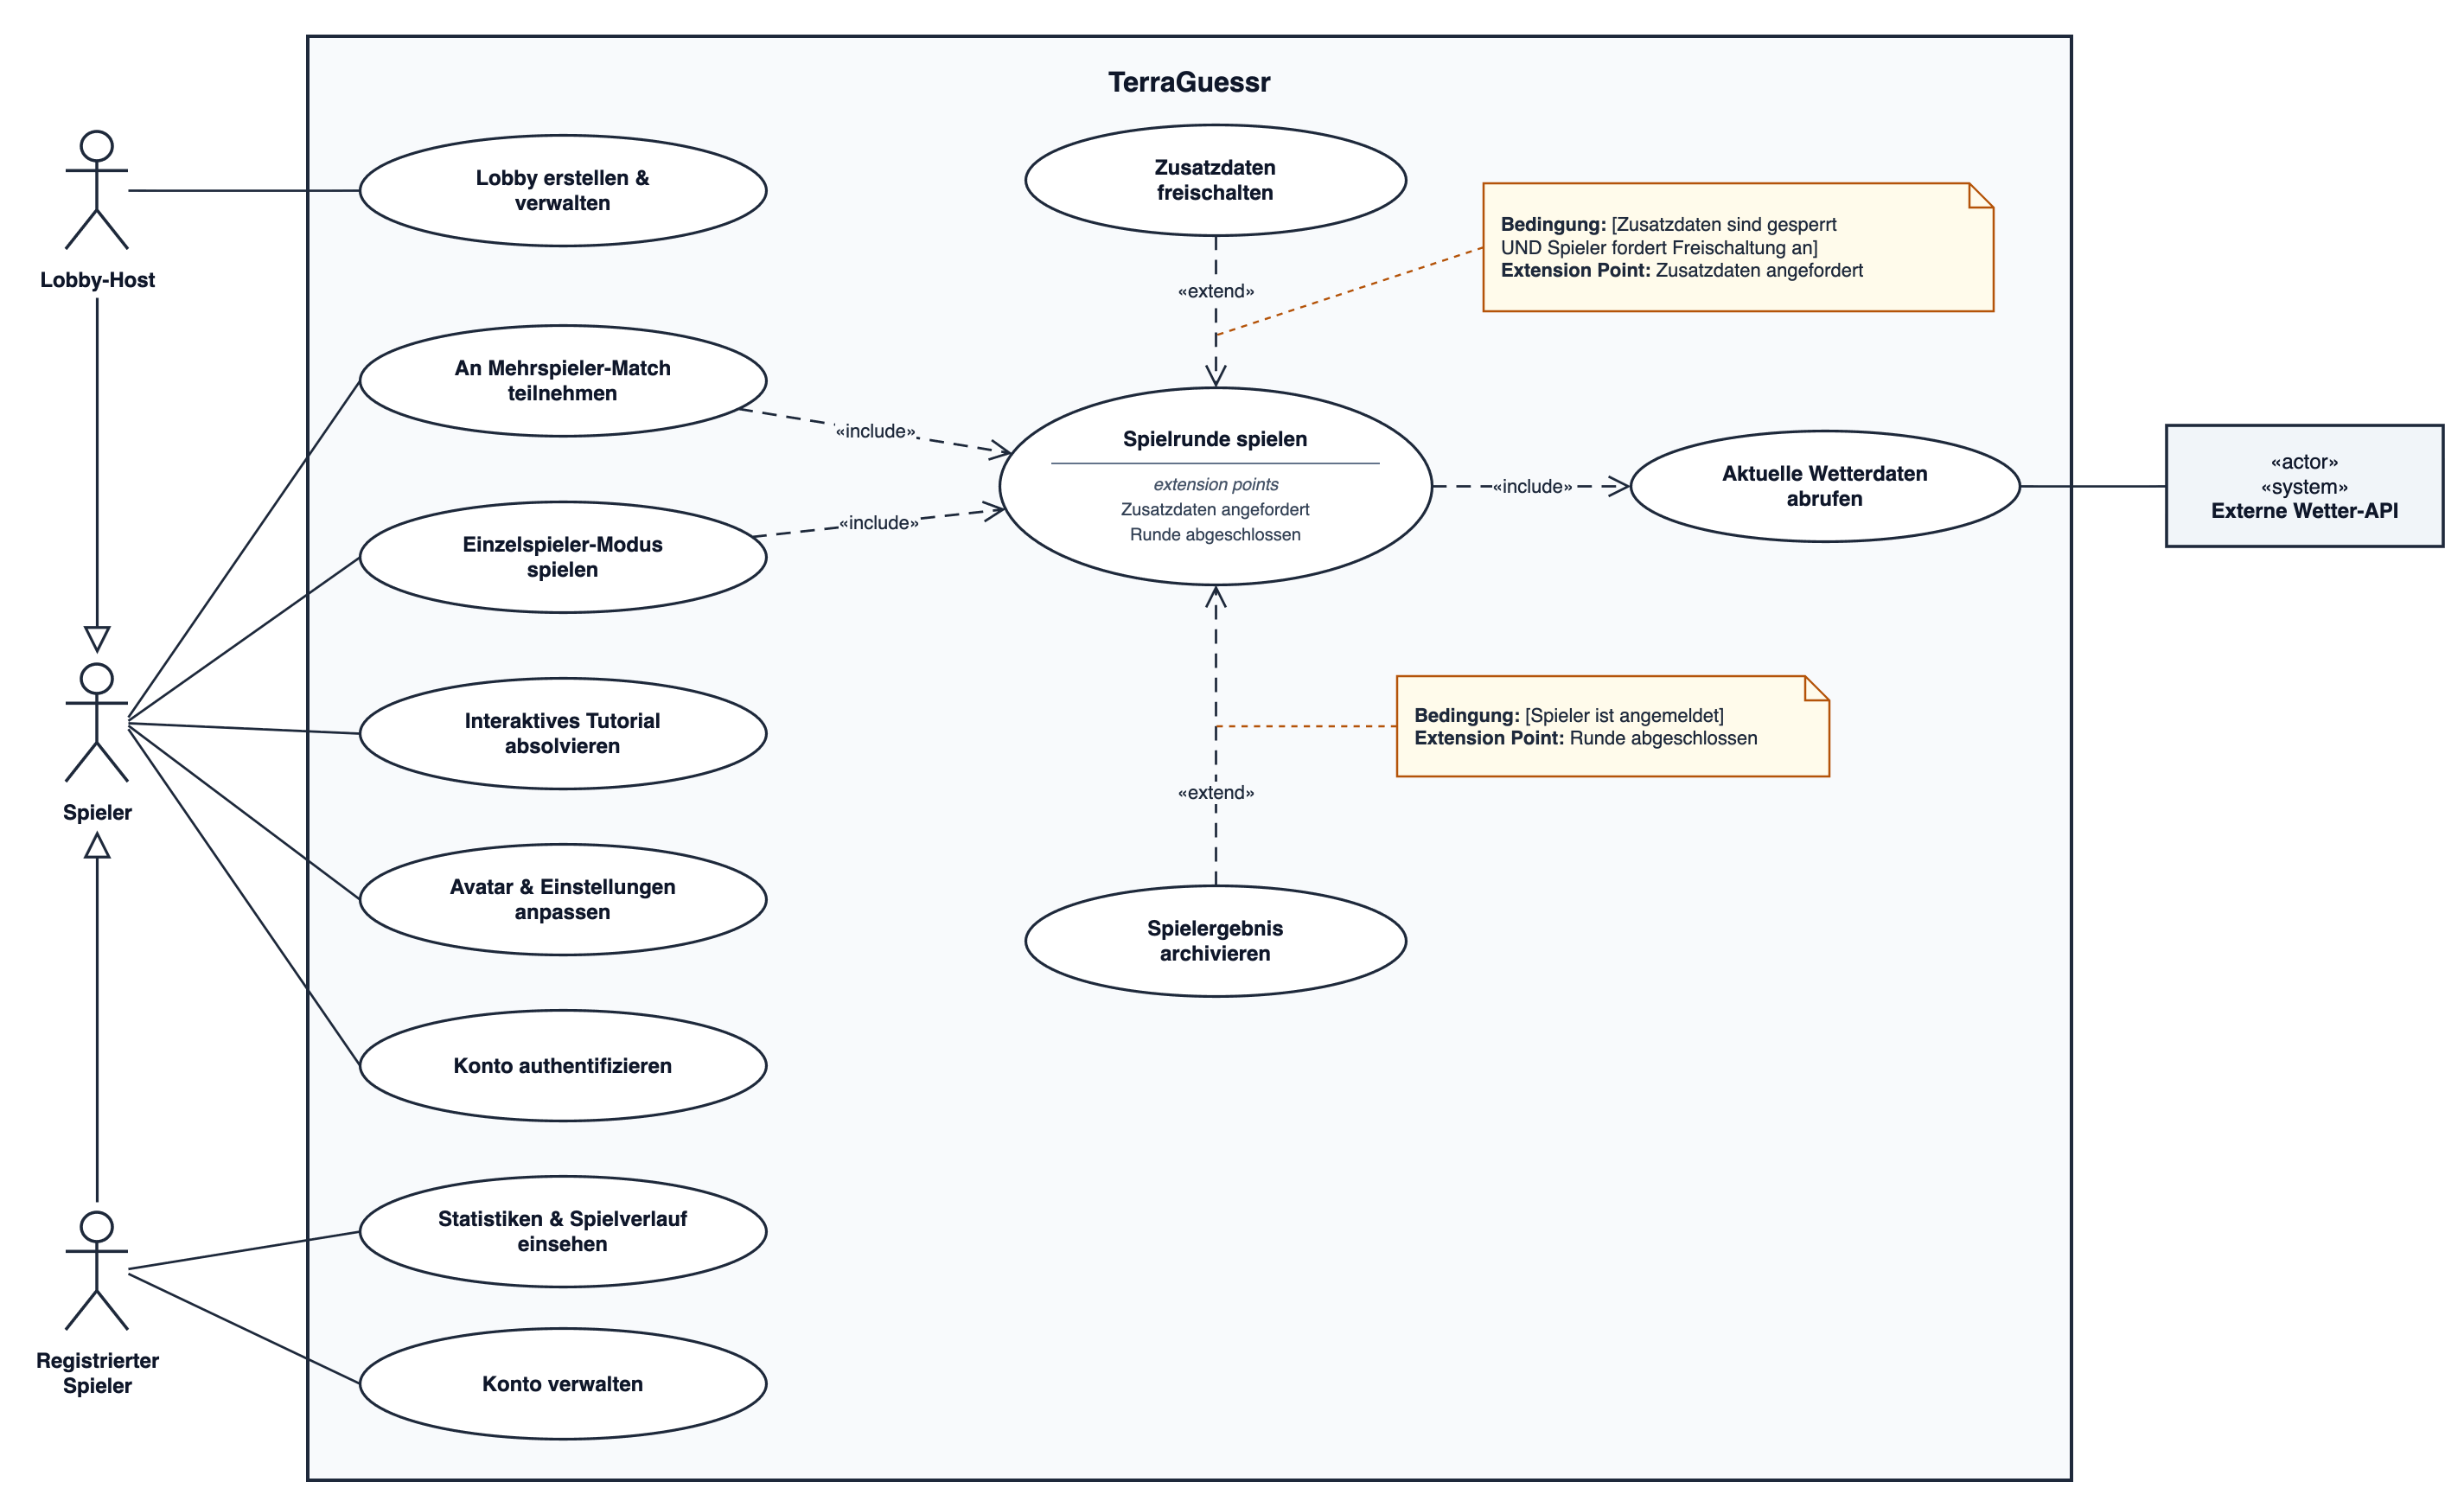 TerraGuessr
Lobby-Host
Lobby erstellen &
verwalten
Zusatzdaten
freischalten
Bedingung: [Zusatzdaten sind gesperrt
UND Spieler fordert Freischaltung an]
Extension Point: Zusatzdaten angefordert
«extend»
An Mehrspieler-Match
teilnehmen
«include»
Einzelspieler-Modus
spielen
«include»
Spielrunde spielen
extension points
Zusatzdaten angefordert
Runde abgeschlossen
«include»
Aktuelle Wetterdaten
abrufen
«actor»
«system»
Externe Wetter-API
Spieler
Interaktives Tutorial
absolvieren
Bedingung: [Spieler ist angemeldet]
Extension Point: Runde abgeschlossen
«extend»
Avatar & Einstellungen
anpassen
Spielergebnis
archivieren
Konto authentifizieren
Registrierter
Spieler
Statistiken & Spielverlauf
einsehen
Konto verwalten